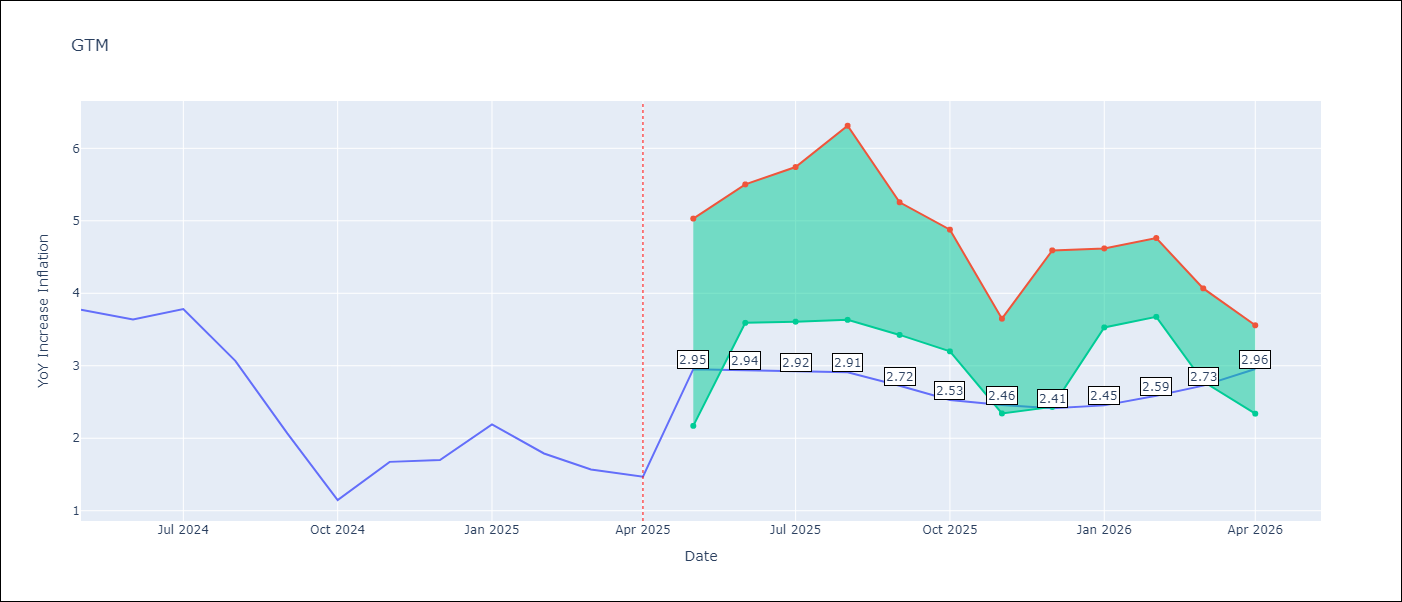 GTM
YoY Increase Inflation
6
5
4
3
2
1
2.95
2.94
2.92
2.91
2.72
2.53
2.46
2.41
2.45
2.59
2.73
2.96
Jul 2024
Oct 2024
Jan 2025
Apr 2025
Jul 2025
Oct 2025
Jan 2026
Apr 2026
Date